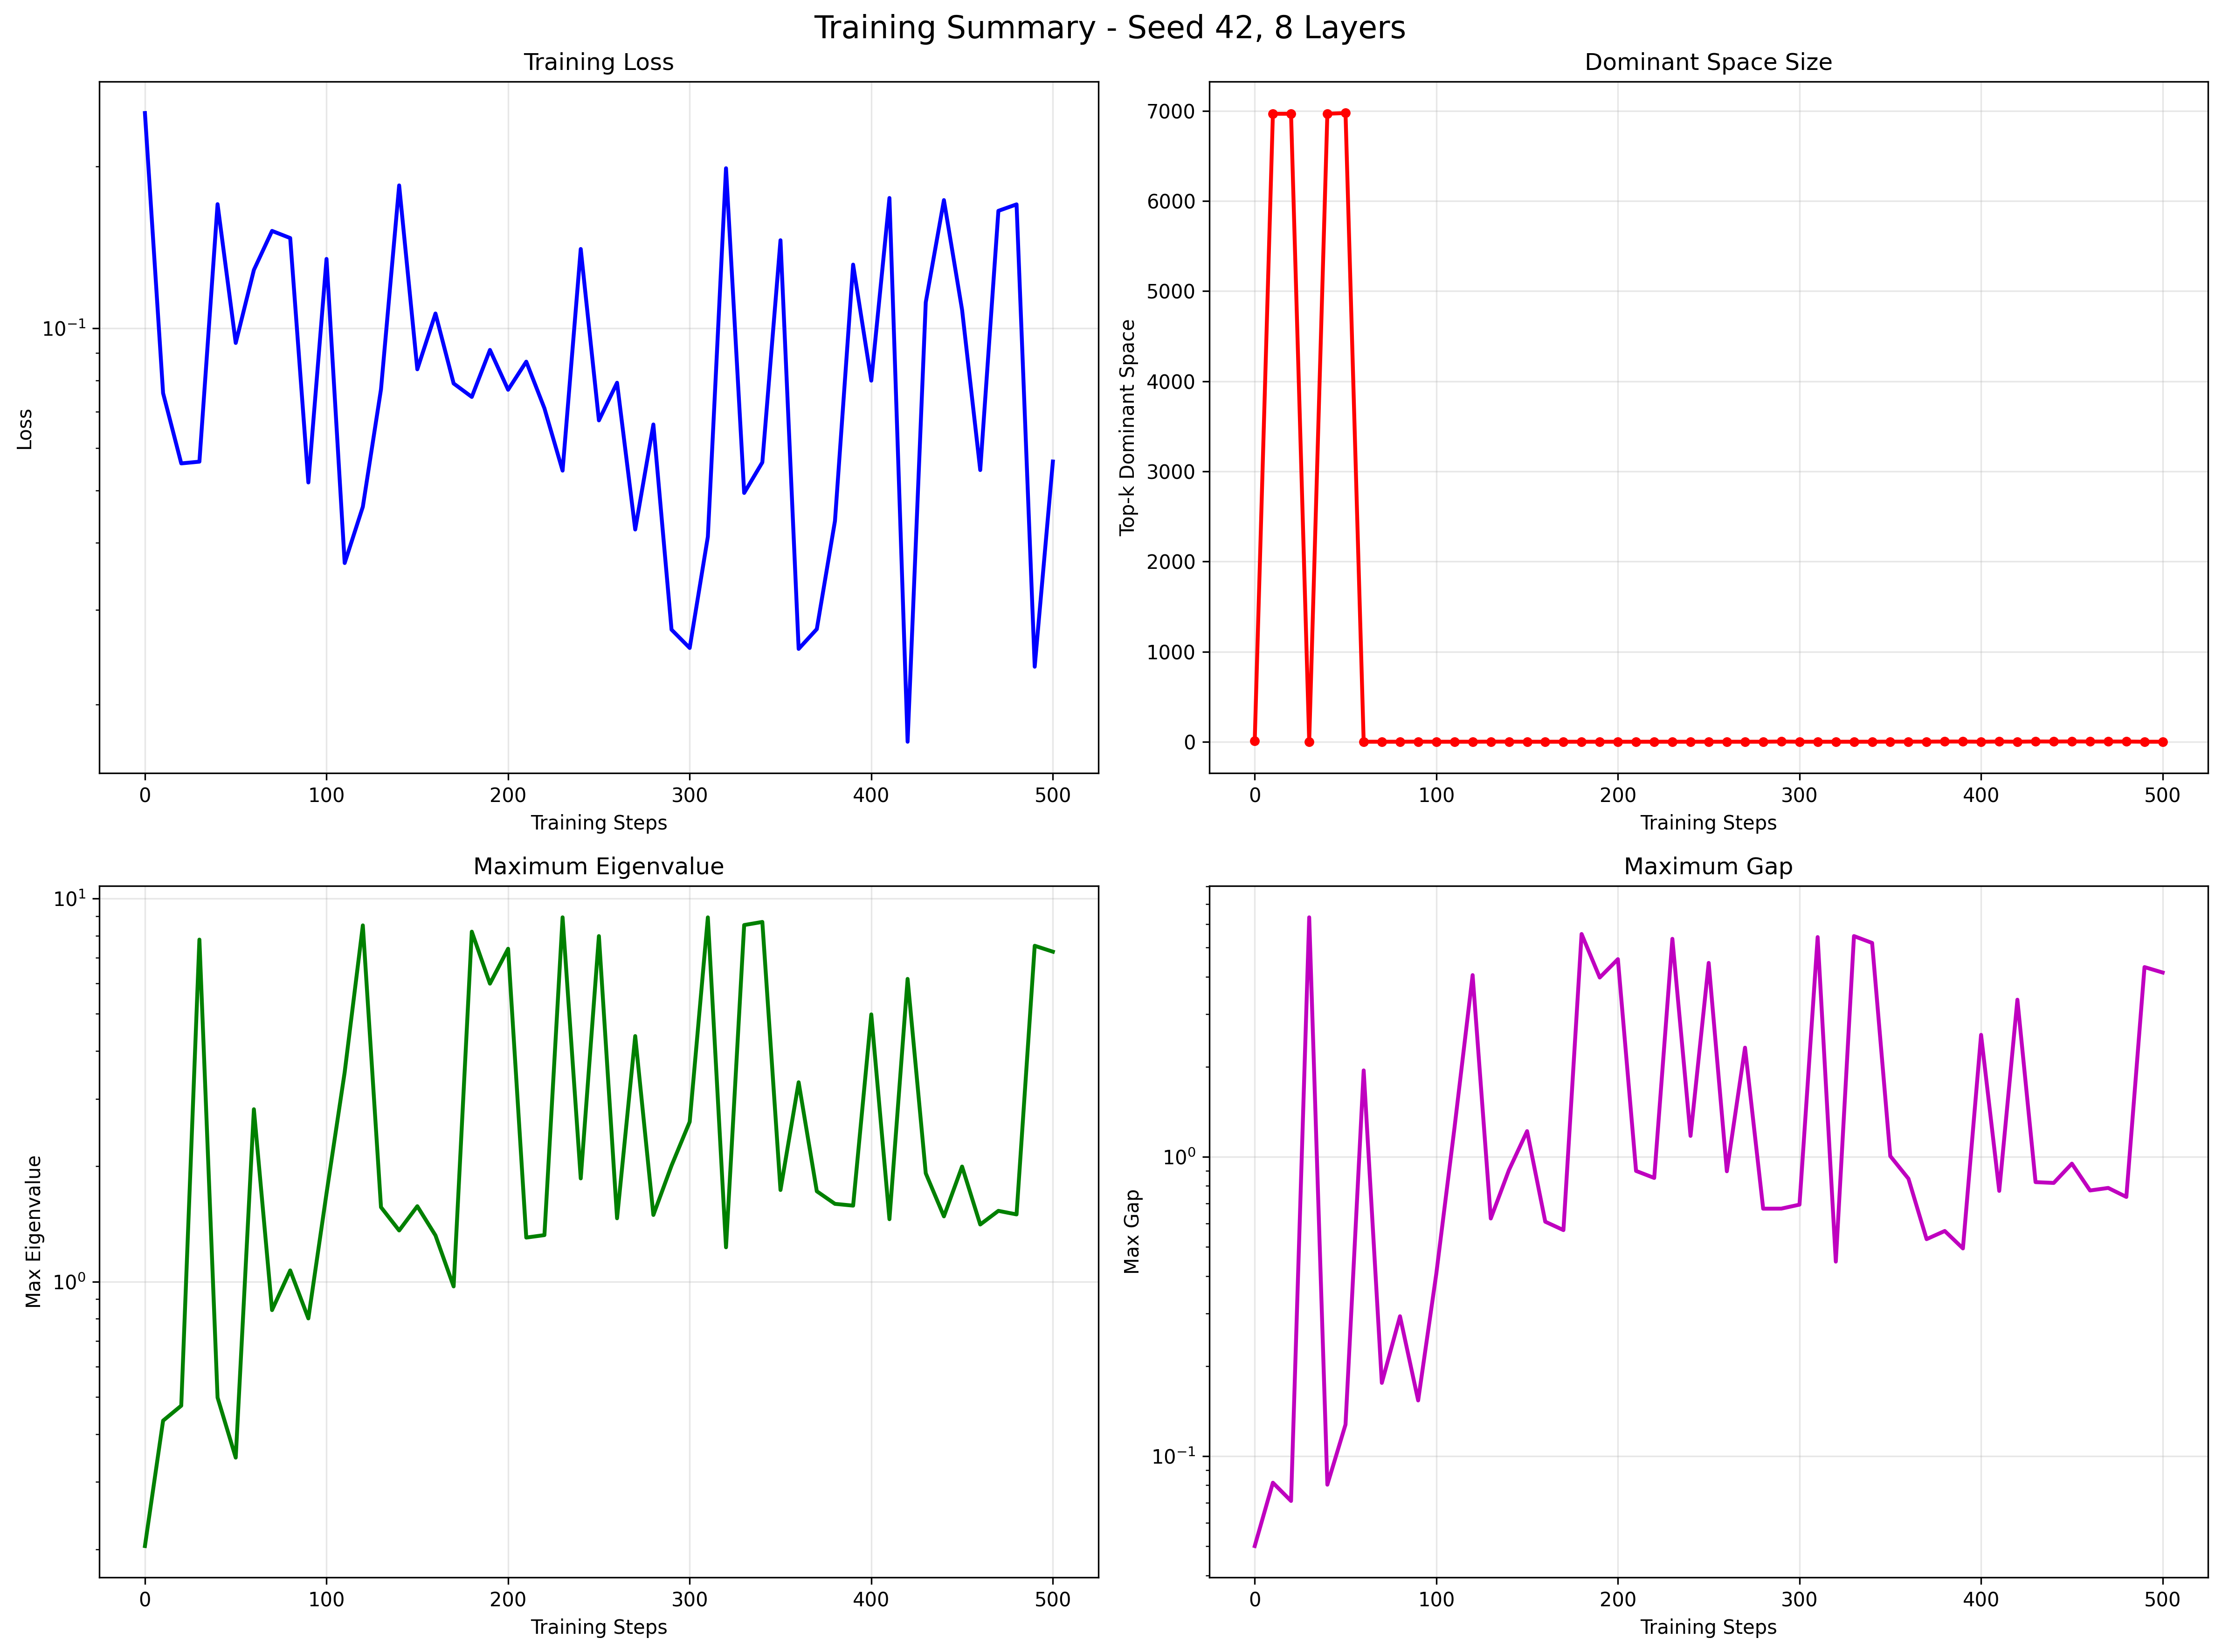 Training Summary - Seed 42, 8 Layers
Training Loss
Loss
10⁻¹
0 100 200 300 400 500
Training Steps
Dominant Space Size
Top-k Dominant Space
7000
6000
5000
4000
3000
2000
1000
0
0 100 200 300 400 500
Training Steps
Maximum Eigenvalue
Max Eigenvalue
10¹
10⁰
0 100 200 300 400 500
Training Steps
Maximum Gap
Max Gap
10⁰
10⁻¹
0 100 200 300 400 500
Training Steps